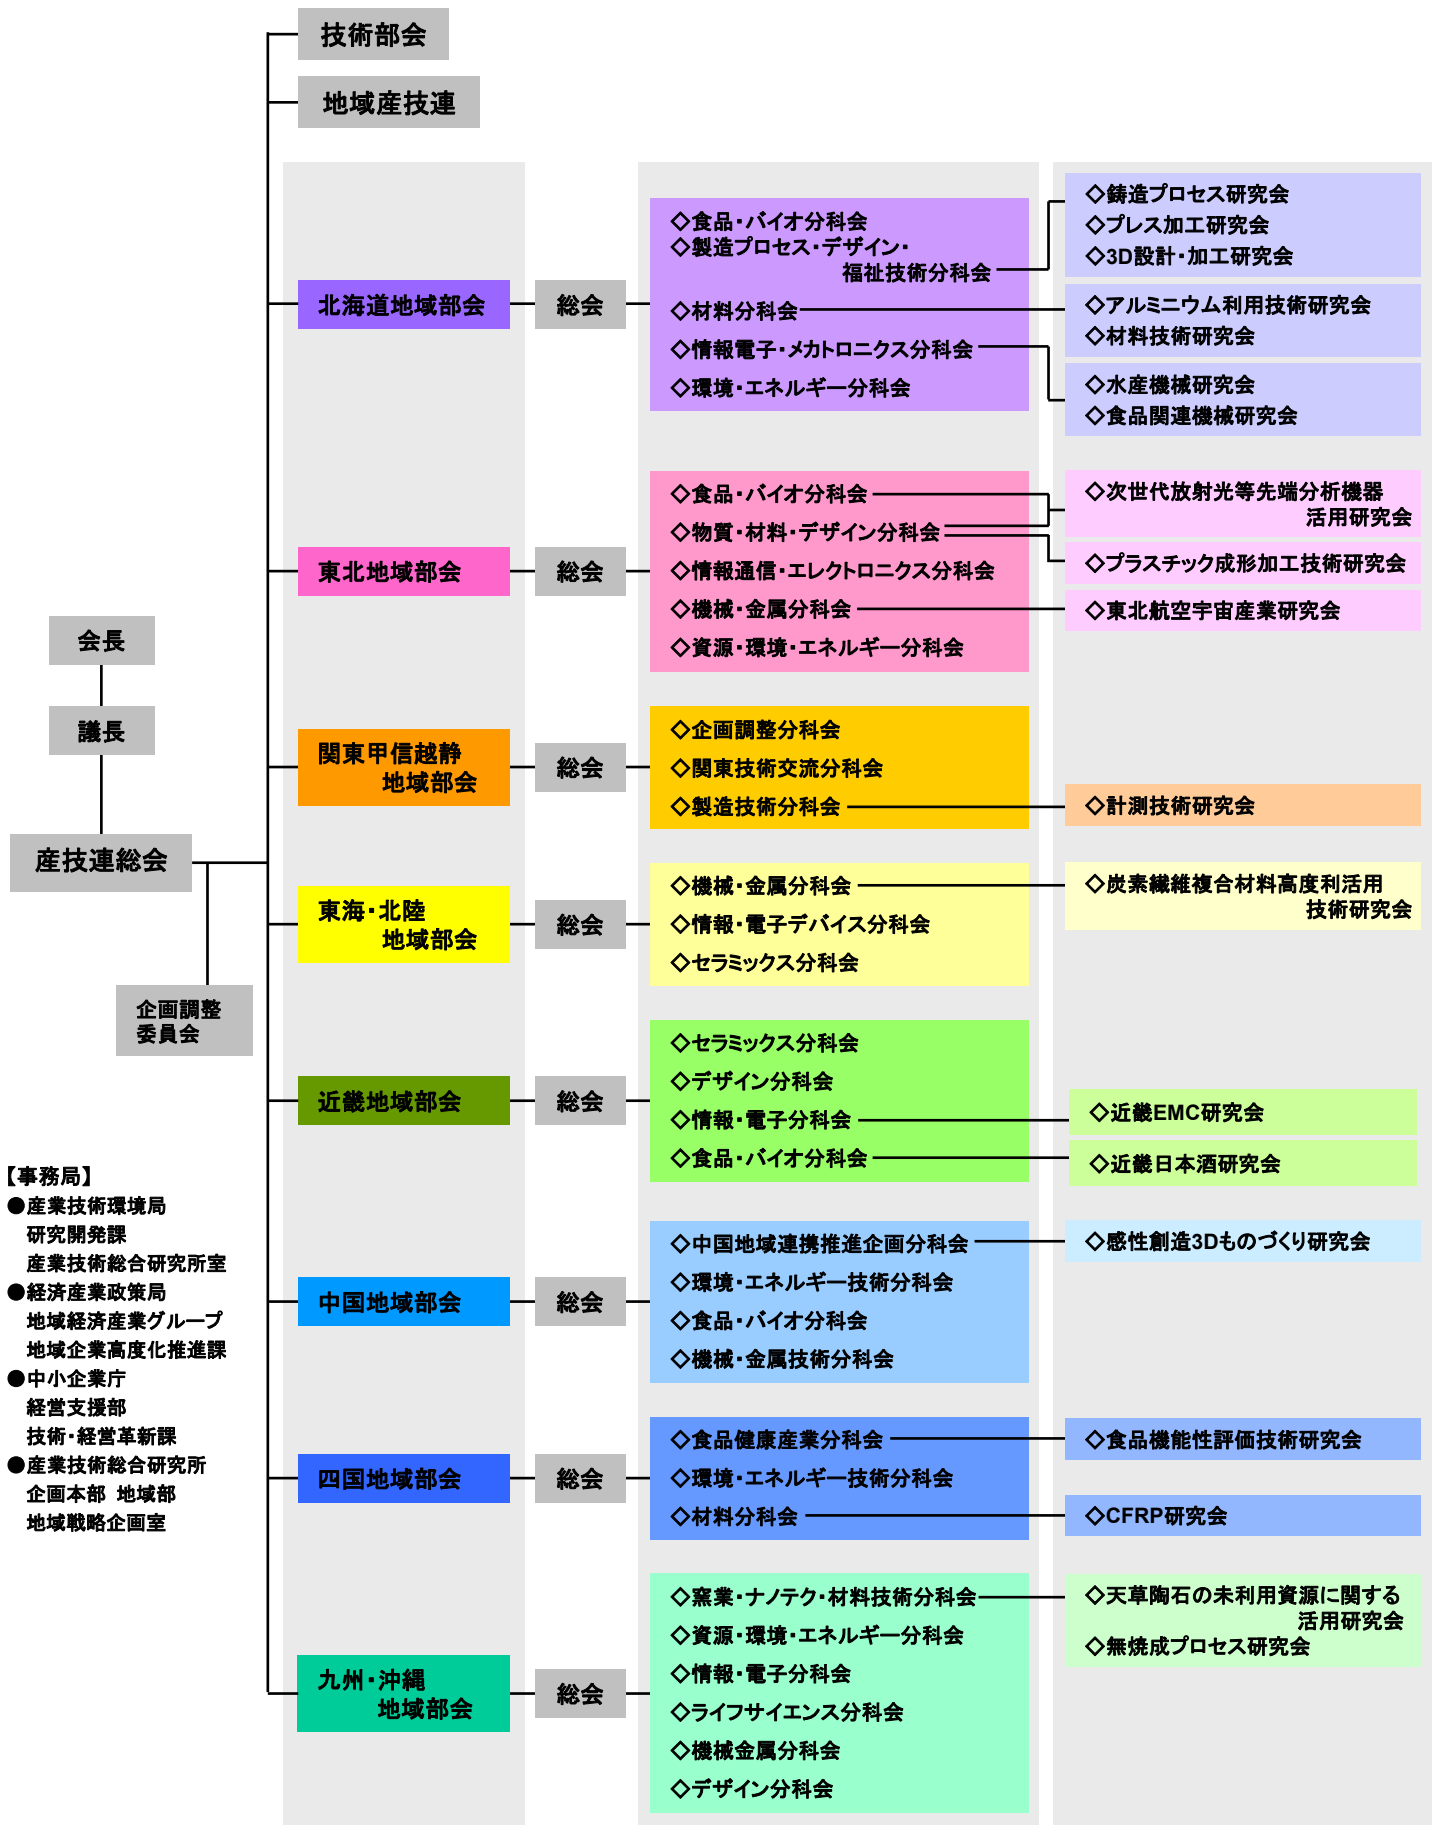 技術部会
地域産技連
会長
議長
産技連総会
企画調整
委員会
【事務局】
●産業技術環境局
研究開発課
産業技術総合研究所室
●経済産業政策局
地域経済産業グループ
地域企業高度化推進課
●中小企業庁
経営支援部
技術・経営革新課
●産業技術総合研究所
企画本部 地域部
地域戦略企画室
北海道地域部会
総会
◇食品・バイオ分科会
◇製造プロセス・デザイン・
福祉技術分科会
◇材料分科会
◇情報電子・メカトロニクス分科会
◇環境・エネルギー分科会
◇鋳造プロセス研究会
◇プレス加工研究会
◇3D設計・加工研究会
◇アルミニウム利用技術研究会
◇材料技術研究会
◇水産機械研究会
◇食品関連機械研究会
東北地域部会
総会
◇食品・バイオ分科会
◇物質・材料・デザイン分科会
◇情報通信・エレクトロニクス分科会
◇機械・金属分科会
◇資源・環境・エネルギー分科会
◇次世代放射光等先端分析機器
活用研究会
◇プラスチック成形加工技術研究会
◇東北航空宇宙産業研究会
関東甲信越静
地域部会
総会
◇企画調整分科会
◇関東技術交流分科会
◇製造技術分科会
◇計測技術研究会
東海・北陸
地域部会
総会
◇機械・金属分科会
◇情報・電子デバイス分科会
◇セラミックス分科会
◇炭素繊維複合材料高度利活用
技術研究会
近畿地域部会
総会
◇セラミックス分科会
◇デザイン分科会
◇情報・電子分科会
◇食品・バイオ分科会
◇近畿EMC研究会
◇近畿日本酒研究会
中国地域部会
総会
◇中国地域連携推進企画分科会
◇環境・エネルギー技術分科会
◇食品・バイオ分科会
◇機械・金属技術分科会
◇感性創造3Dものづくり研究会
四国地域部会
総会
◇食品健康産業分科会
◇環境・エネルギー技術分科会
◇材料分科会
◇食品機能性評価技術研究会
◇CFRP研究会
九州・沖縄
地域部会
総会
◇窯業・ナノテク・材料技術分科会
◇資源・環境・エネルギー分科会
◇情報・電子分科会
◇ライフサイエンス分科会
◇機械金属分科会
◇デザイン分科会
◇天草陶石の未利用資源に関する
活用研究会
◇無焼成プロセス研究会